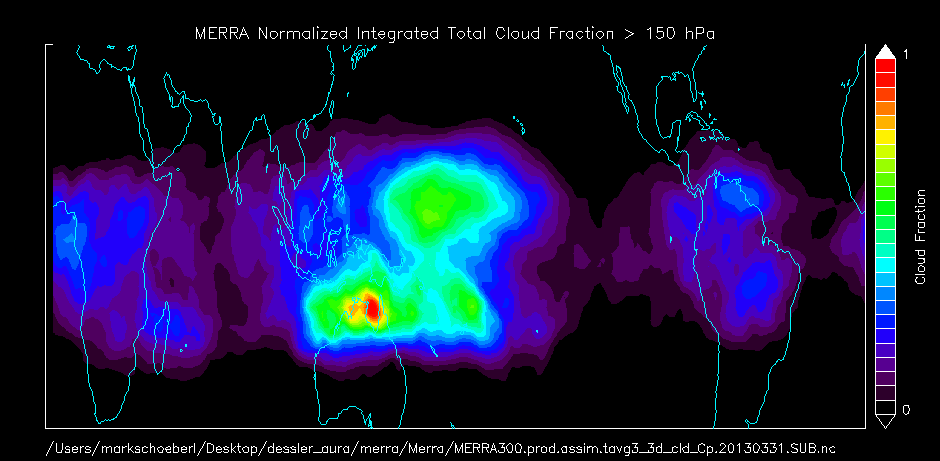 MERRA Normalized Integrated Total Cloud Fraction > 150 hPa
1
Cloud Fraction
0
/Users/markschoeberl/Desktop/dessler_aura/merra/Merra/MERRA300.prod.assim.tavg3_3d_cld_Cp.20130331.SUB.nc